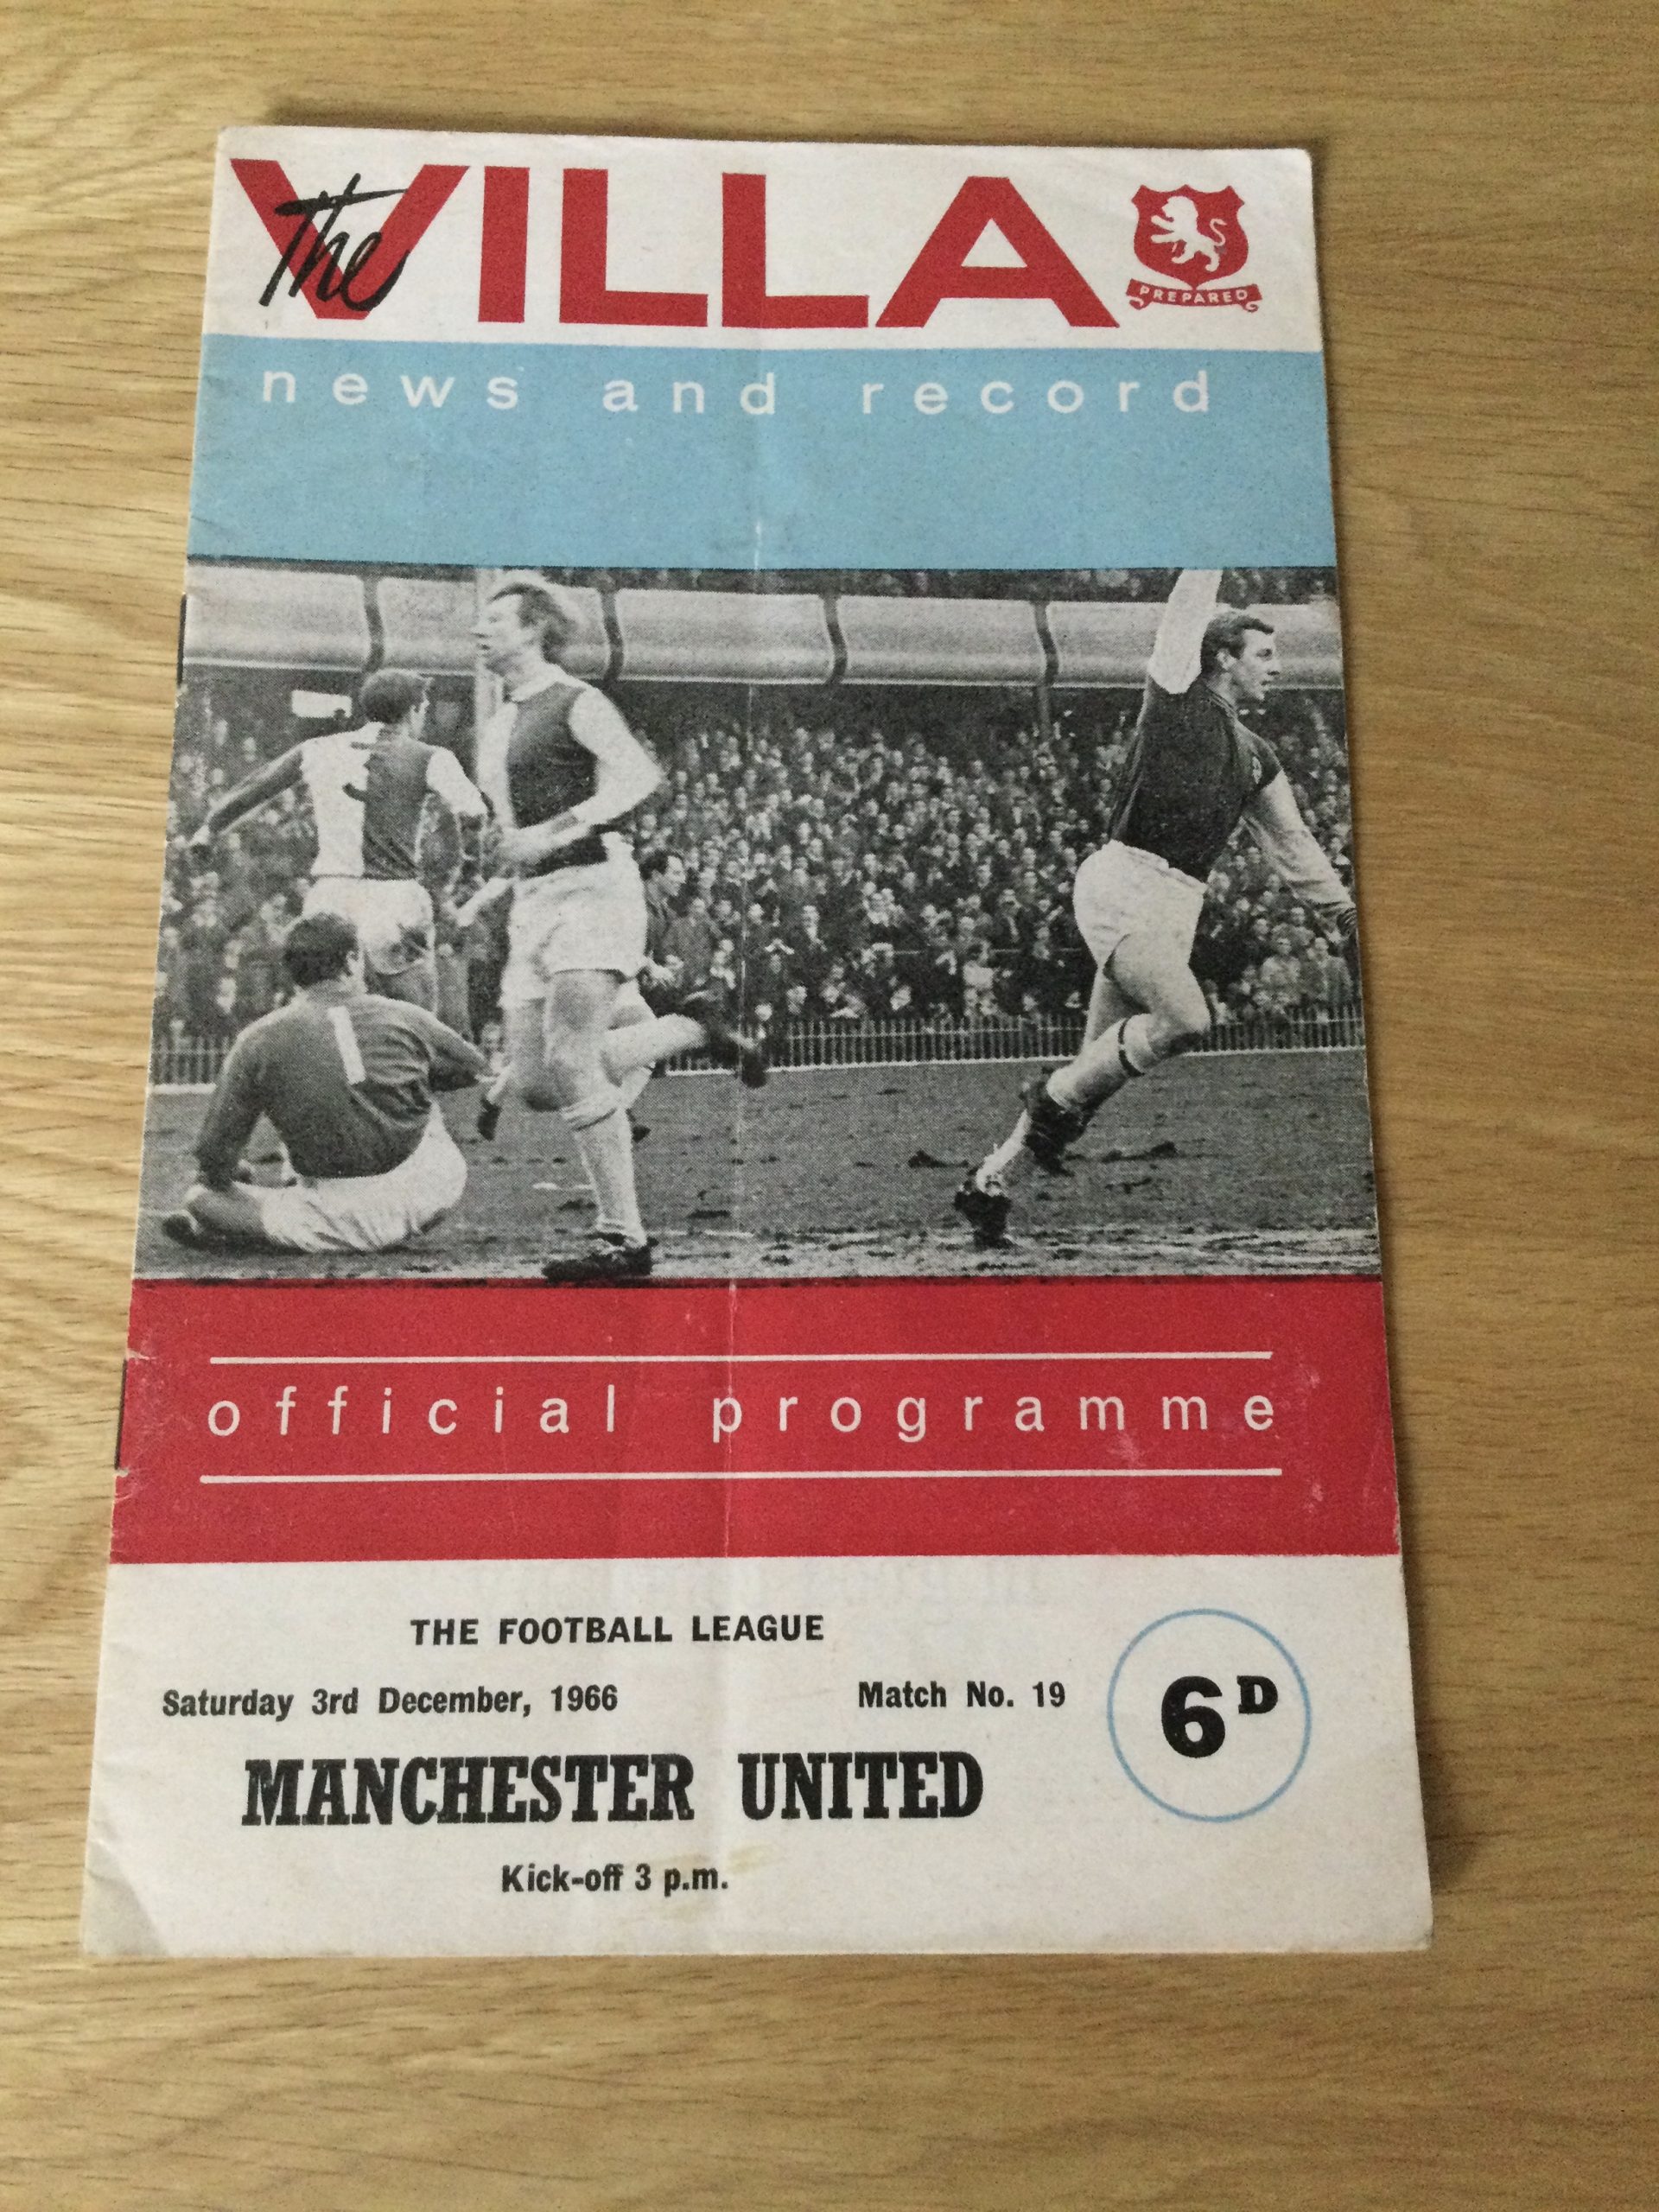 The VILLA
PREPARED
news and record
1
official programme
THE FOOTBALL LEAGUE
Saturday 3rd December, 1966 Match No. 19
6D
MANCHESTER UNITED
Kick-off 3 p.m.